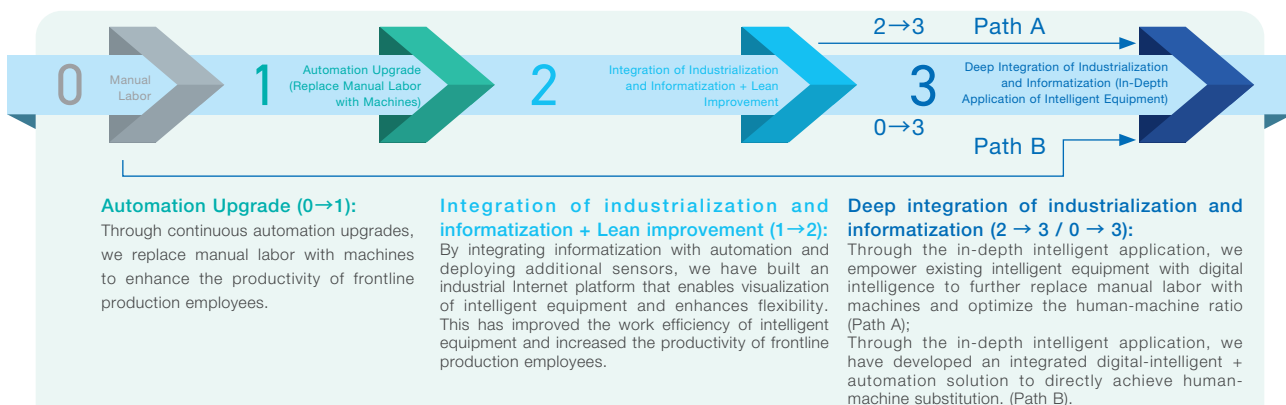 2→3 Path A
0
Manual
Labor
1
Automation Upgrade
(Replace Manual Labor
with Machines)
2
Integration of Industrialization
and Informatization + Lean
Improvement
3
Deep Integration of Industrialization
and Informatization (In-Depth
Application of Intelligent Equipment)
0→3
Path B
Automation Upgrade (0→1):
Through continuous automation upgrades,
we replace manual labor with machines
to enhance the productivity of frontline
production employees.
Integration of industrialization and
informatization + Lean improvement (1→2):
By integrating informatization with automation and
deploying additional sensors, we have built an
industrial Internet platform that enables visualization
of intelligent equipment and enhances flexibility.
This has improved the work efficiency of intelligent
equipment and increased the productivity of frontline
production employees.
Deep integration of industrialization and
informatization (2 → 3 / 0 → 3):
Through the in-depth intelligent application, we
empower existing intelligent equipment with digital
intelligence to further replace manual labor with
machines and optimize the human-machine ratio
(Path A);
Through the in-depth intelligent application, we
have developed an integrated digital-intelligent +
automation solution to directly achieve human-
machine substitution. (Path B).